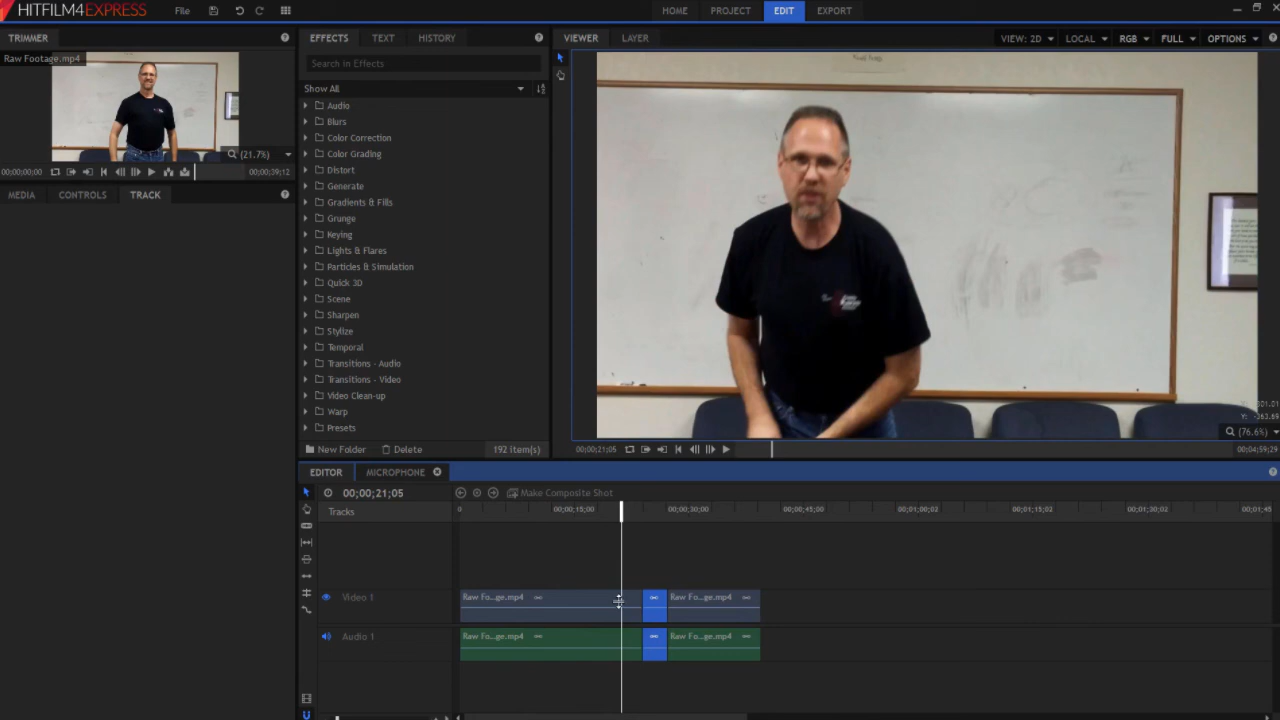 HITFILM4EXPRESS
File
HOME PROJECT EDIT EXPORT
TRIMMER
Raw Footage.mp4
(21.7%)
00;00;00;00
00;00;39;12
MEDIA CONTROLS TRACK
EFFECTS TEXT HISTORY
Search in Effects
Show All
Audio
Blurs
Color Correction
Color Grading
Distort
Generate
Gradients & Fills
Grunge
Keying
Lights & Flares
Particles & Simulation
Quick 3D
Scene
Sharpen
Stylize
Temporal
Transitions - Audio
Transitions - Video
Video Clean-up
Warp
Presets
New Folder Delete 192 item(s)
VIEWER LAYER
VIEW: 2D LOCAL RGB FULL OPTIONS
(76.6%)
00;00;21;05
00;04;59;29
EDITOR MICROPHONE
00;00;21;05 Make Composite Shot
Tracks
0 00;00;15;00 00;00;30;00 00;00;45;00 00;01;00;02 00;01;15;02 00;01;30;02 00;01;45
Video 1
Raw Fo...ge.mp4 Raw Fo...ge.mp4
Audio 1
Raw Fo...ge.mp4 Raw Fo...ge.mp4